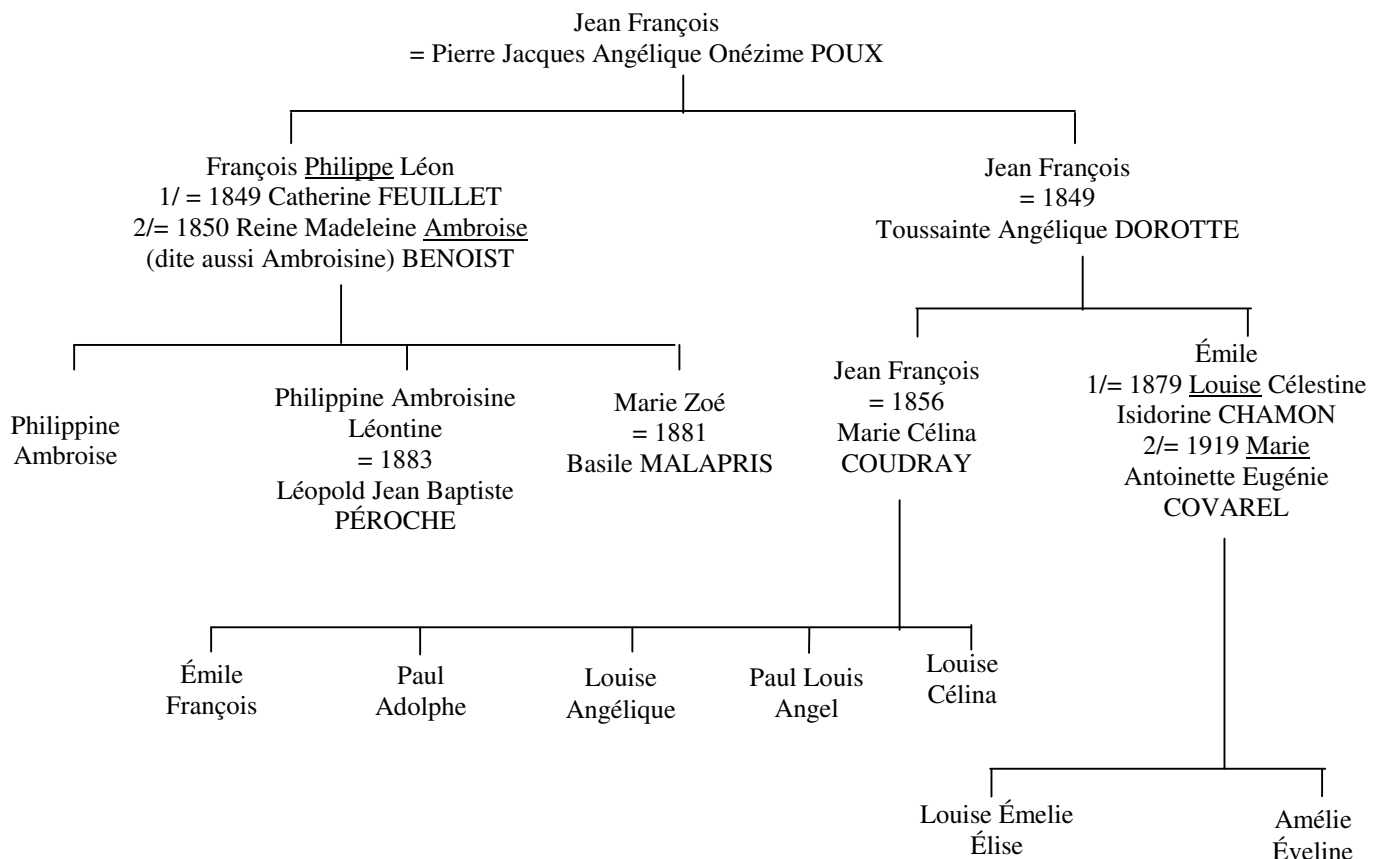 Jean François
= Pierre Jacques Angélique Onézime POUX
François Philippe Léon
1/ = 1849 Catherine FEUILLET
2/= 1850 Reine Madeleine Ambroise
(dite aussi Ambroisine) BENOIST
Jean François
= 1849
Toussainte Angélique DOROTTE
Philippine
Ambroise
Philippine Ambroisine
Léontine
= 1883
Léopold Jean Baptiste
PÉROCHE
Marie Zoé
= 1881
Basile MALAPRIS
Jean François
= 1856
Marie Célina
COUDRAY
Émile
1/= 1879 Louise Célestine
Isidorine CHAMON
2/= 1919 Marie
Antoinette Eugénie
COVAREL
Émile
François
Paul
Adolphe
Louise
Angélique
Paul Louis
Angel
Louise
Célina
Louise Émelie
Élise
Amélie
Éveline